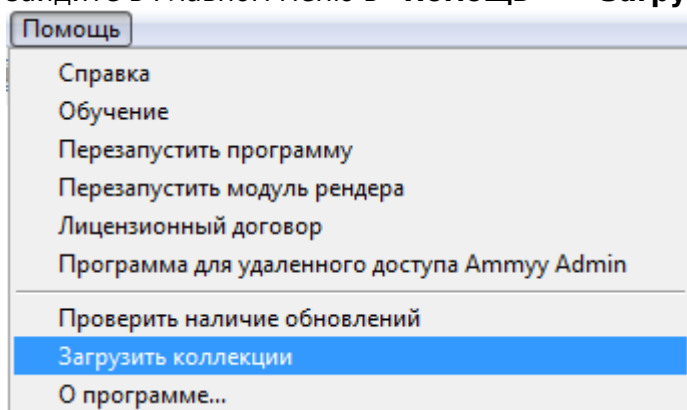 Помощь
Справка
Обучение
Перезапустить программу
Перезапустить модуль рендера
Лицензионный договор
Программа для удаленного доступа Ammyy Admin
Проверить наличие обновлений
Загрузить коллекции
О программе...